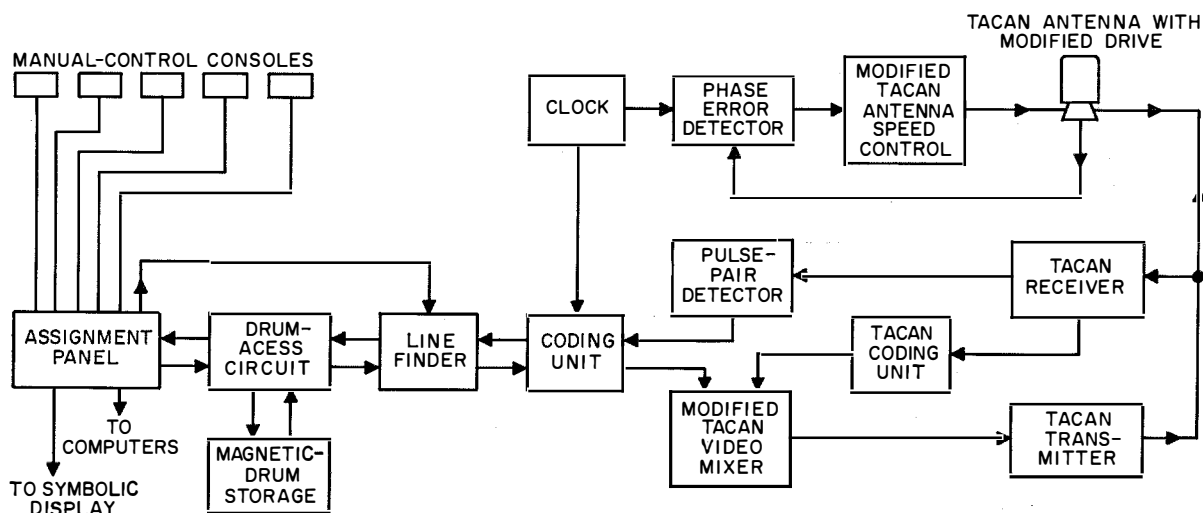 TACAN ANTENNA WITH
MODIFIED DRIVE
MANUAL-CONTROL CONSOLES
CLOCK
PHASE
ERROR
DETECTOR
MODIFIED
TACAN
ANTENNA
SPEED
CONTROL
PULSE-
PAIR
DETECTOR
TACAN
RECEIVER
ASSIGNMENT
PANEL
DRUM-
ACESS
CIRCUIT
LINE
FINDER
CODING
UNIT
TACAN
CODING
UNIT
TO
COMPUTERS
MAGNETIC-
DRUM
STORAGE
MODIFIED
TACAN
VIDEO
MIXER
TACAN
TRANS-
MITTER
TO SYMBOLIC
DISPLAY